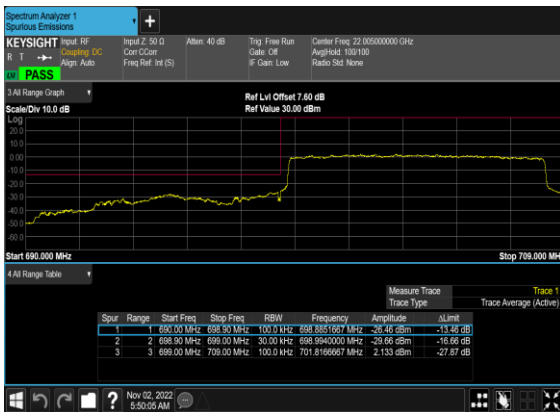 Spectrum Analyzer 1
Spurious Emissions
KEYSIGHT Input: RF Input Z: 50 Ω Atten: 40 dB Trig: Free Run Center Freq: 22.005000000 GHz
R T Coupling: DC Corr CCorr Gate: Off Avg|Hold: 100/100
Align: Auto Freq Ref: Int (S) IF Gain: Low Radio Std: None
PASS
3 All Range Graph
Ref Lvl Offset 7.60 dB
Scale/Div 10.0 dB Ref Value 30.00 dBm
Log
20.0
10.0
0.00
-10.0
-20.0
-30.0
-40.0
-50.0
-60.0
Start 690.000 MHz Stop 709.000 MH
4 All Range Table
Measure Trace Trace 1
Trace Type Trace Average (Active)
Spur Range Start Freq Stop Freq RBW Frequency Amplitude ΔLimit
1 1 690.00 MHz 698.90 MHz 100.0 kHz 698.8851667 MHz -26.46 dBm -13.46 dB
2 2 698.90 MHz 699.00 MHz 30.00 kHz 698.9940000 MHz -29.66 dBm -16.66 dB
3 3 699.00 MHz 709.00 MHz 100.0 kHz 701.8166667 MHz 2.133 dBm -27.87 dB
Nov 02, 2022
5:50:05 AM